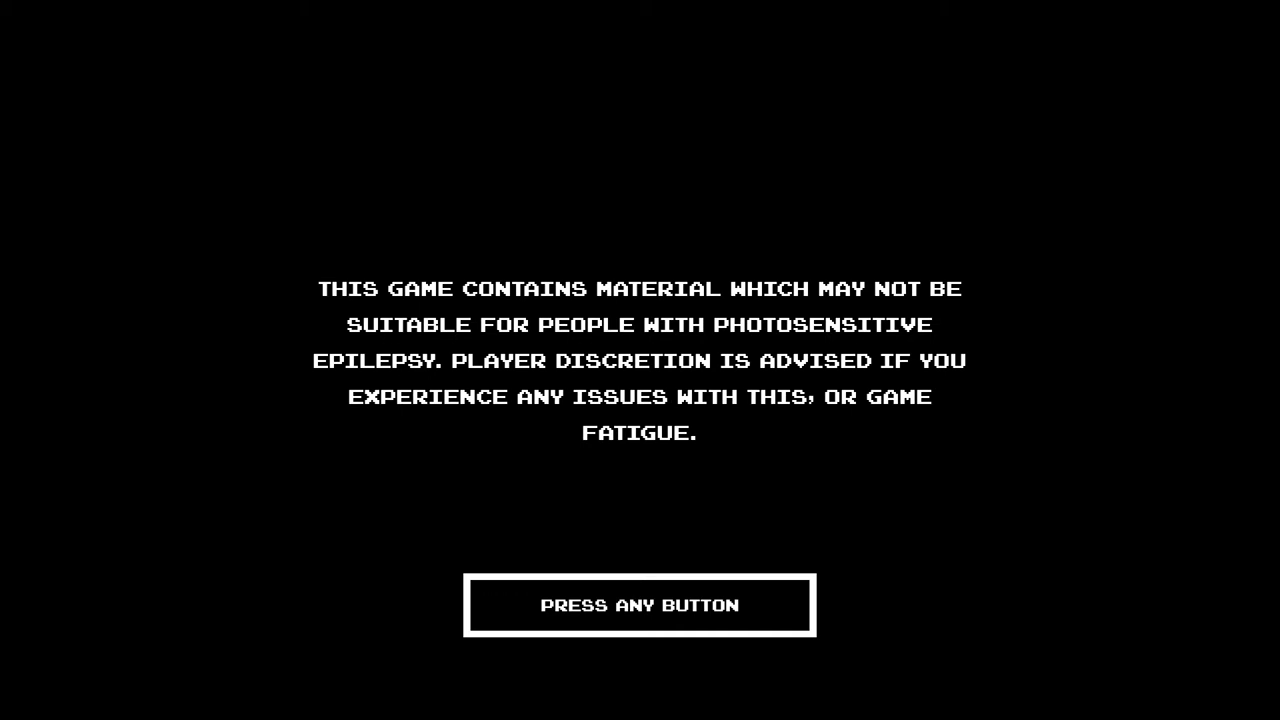 THIS GAME CONTAINS MATERIAL WHICH MAY NOT BE
SUITABLE FOR PEOPLE WITH PHOTOSENSITIVE
EPILEPSY. PLAYER DISCRETION IS ADVISED IF YOU
EXPERIENCE ANY ISSUES WITH THIS, OR GAME
FATIGUE.
PRESS ANY BUTTON